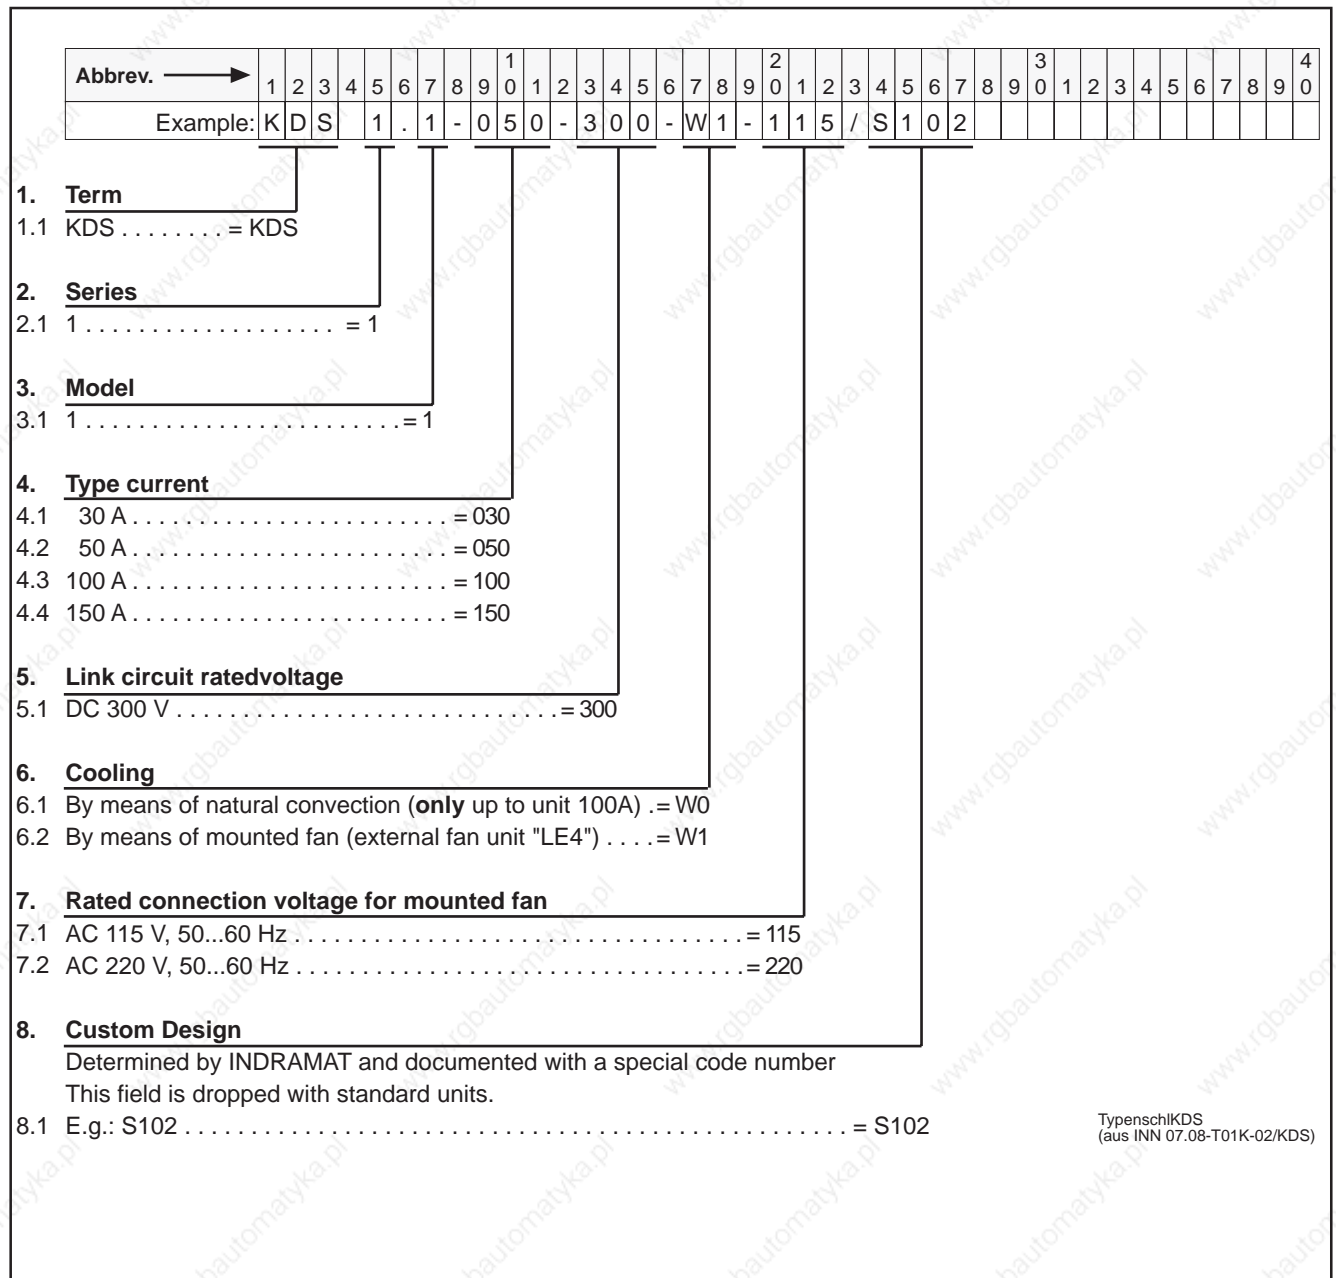 Abbrev. 1 2 3 4 5 6 7 8 9 10 1 2 3 4 5 6 7 8 9 20 1 2 3 4 5 6 7 8 9 30 1 2 3 4 5 6 7 8 9 40
Example: K D S 1 . 1 - 0 5 0 - 3 0 0 - W 1 - 1 1 5 / S 1 0 2
1. Term
1.1 KDS . . . . . . . . = KDS
2. Series
2.1 1 . . . . . . . . . . . . . . . . . . . = 1
3. Model
3.1 1 . . . . . . . . . . . . . . . . . . . . . . . . = 1
4. Type current
4.1 30 A . . . . . . . . . . . . . . . . . . . . . . . . = 030
4.2 50 A . . . . . . . . . . . . . . . . . . . . . . . . = 050
4.3 100 A . . . . . . . . . . . . . . . . . . . . . . . . = 100
4.4 150 A . . . . . . . . . . . . . . . . . . . . . . . . = 150
5. Link circuit ratedvoltage
5.1 DC 300 V . . . . . . . . . . . . . . . . . . . . . . . . . . . . . = 300
6. Cooling
6.1 By means of natural convection (only up to unit 100A) . = W0
6.2 By means of mounted fan (external fan unit "LE4") . . . . = W1
7. Rated connection voltage for mounted fan
7.1 AC 115 V, 50...60 Hz . . . . . . . . . . . . . . . . . . . . . . . . . . . . . . . . . . = 115
7.2 AC 220 V, 50...60 Hz . . . . . . . . . . . . . . . . . . . . . . . . . . . . . . . . . . = 220
8. Custom Design
Determined by INDRAMAT and documented with a special code number
This field is dropped with standard units.
8.1 E.g.: S102 . . . . . . . . . . . . . . . . . . . . . . . . . . . . . . . . . . . . . . . . . . . . . . . . . . = S102
TypenschlKDS
(aus INN 07.08-T01K-02/KDS)
www.rgbautomatyka.pl